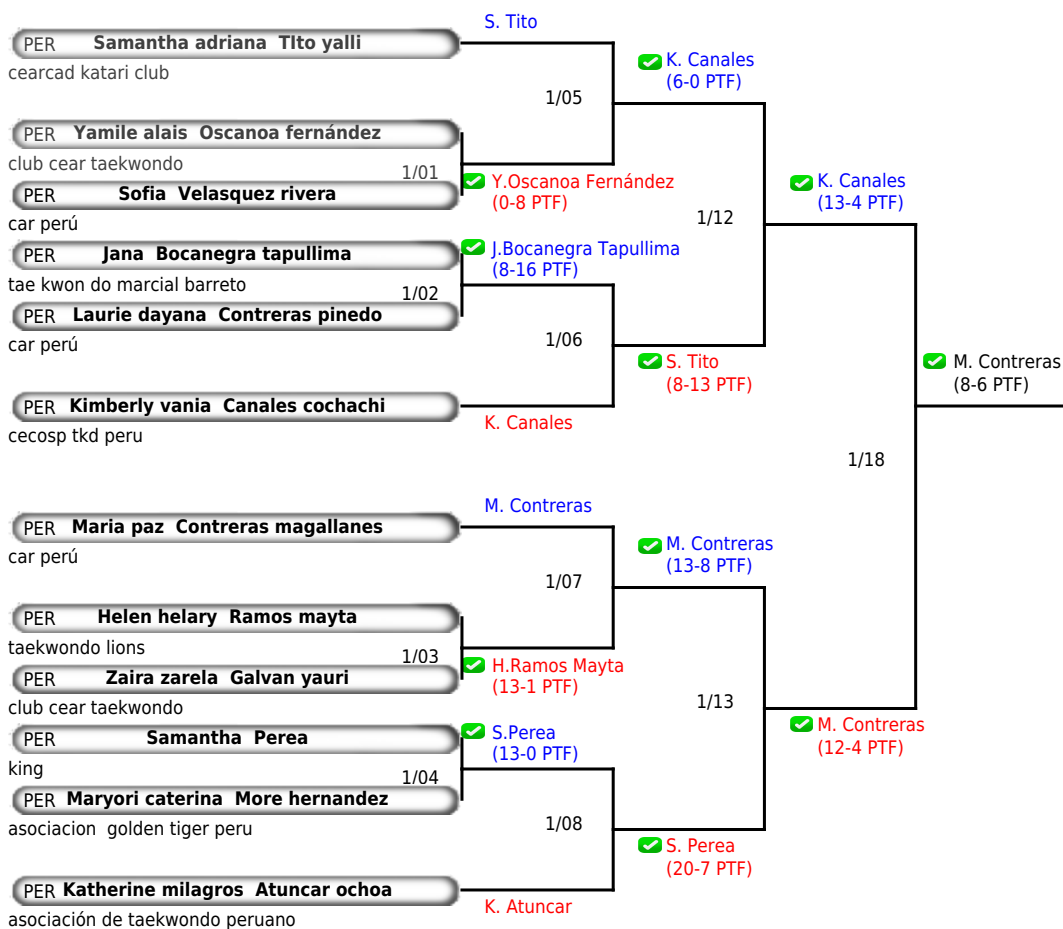 S. Tito
PER Samantha adriana TIto yalli
cearcad katari club
K. Canales
(6-0 PTF)
1/05
PER Yamile alais Oscanoa fernández
club cear taekwondo
1/01
Y.Oscanoa Fernández
(0-8 PTF)
PER Sofia Velasquez rivera
car perú
K. Canales
(13-4 PTF)
1/12
PER Jana Bocanegra tapullima
tae kwon do marcial barreto
J.Bocanegra Tapullima
(8-16 PTF)
1/02
PER Laurie dayana Contreras pinedo
car perú
1/06
S. Tito
(8-13 PTF)
M. Contreras
(8-6 PTF)
PER Kimberly vania Canales cochachi
cecosp tkd peru
K. Canales
1/18
M. Contreras
PER Maria paz Contreras magallanes
car perú
M. Contreras
(13-8 PTF)
1/07
PER Helen helary Ramos mayta
taekwondo lions
1/03
H.Ramos Mayta
(13-1 PTF)
PER Zaira zarela Galvan yauri
club cear taekwondo
1/13
M. Contreras
(12-4 PTF)
PER Samantha Perea
king
S.Perea
(13-0 PTF)
1/04
PER Maryori caterina More hernandez
asociacion golden tiger peru
1/08
S. Perea
(20-7 PTF)
PER Katherine milagros Atuncar ochoa
asociación de taekwondo peruano
K. Atuncar